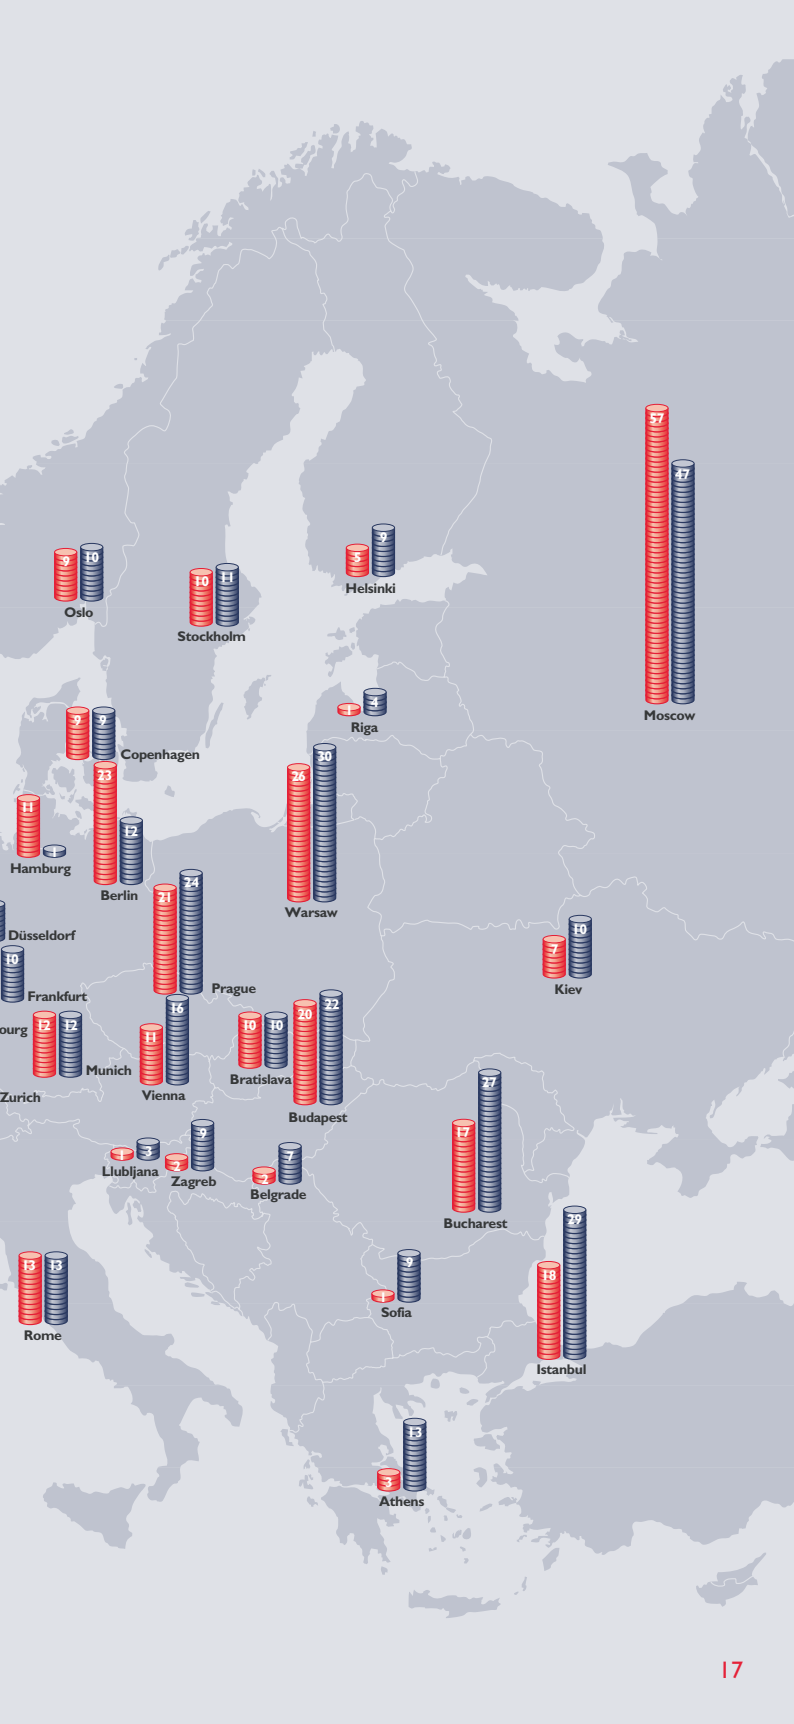 57
47
Moscow
9
10
Oslo
10
11
Stockholm
5
9
Helsinki
1
4
Riga
9
9
Copenhagen
23
12
Berlin
11
1
Hamburg
26
30
Warsaw
21
24
Prague
Düsseldorf
10
Frankfurt
7
10
Kiev
ourg
12
12
Munich
11
16
Vienna
10
10
Bratislava
20
22
Budapest
Zurich
1
3
Llubljana
2
9
Zagreb
2
7
Belgrade
17
27
Bucharest
13
13
Rome
1
9
Sofia
18
29
Istanbul
3
13
Athens
17